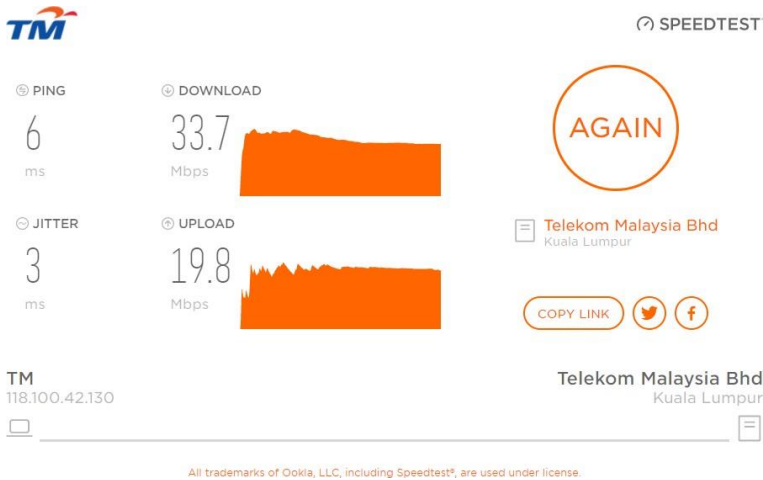 TM
SPEEDTEST
PING
6
ms
DOWNLOAD
33.7
Mbps
AGAIN
JITTER
3
ms
UPLOAD
19.8
Mbps
Telekom Malaysia Bhd
Kuala Lumpur
COPY LINK
TM
118.100.42.130
Telekom Malaysia Bhd
Kuala Lumpur
All trademarks of Ookla, LLC, including Speedtest®, are used under license.